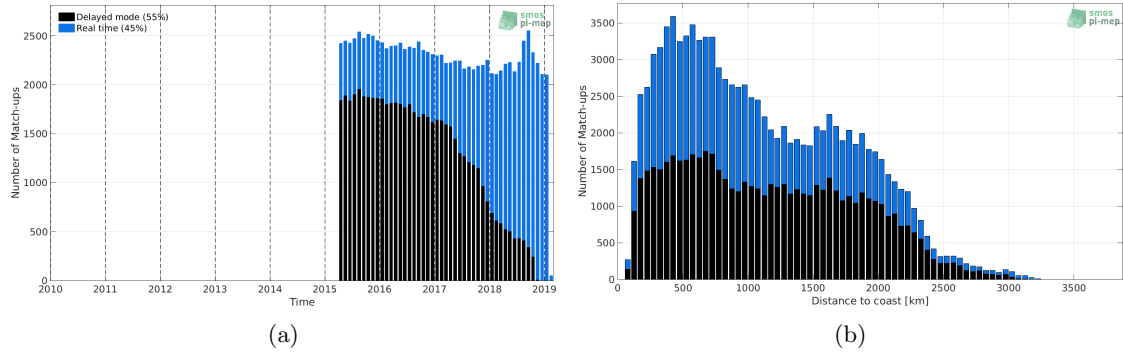 Delayed mode (55%)
Real time (45%)
smos
pi-mep
Number of Match-ups
2500
2000
1500
1000
500
0
2010 2011 2012 2013 2014 2015 2016 2017 2018 2019
Time
(a)
smos
pi-mep
Number of Match-ups
3500
3000
2500
2000
1500
1000
500
0
0 500 1000 1500 2000 2500 3000 3500
Distance to coast [km]
(b)